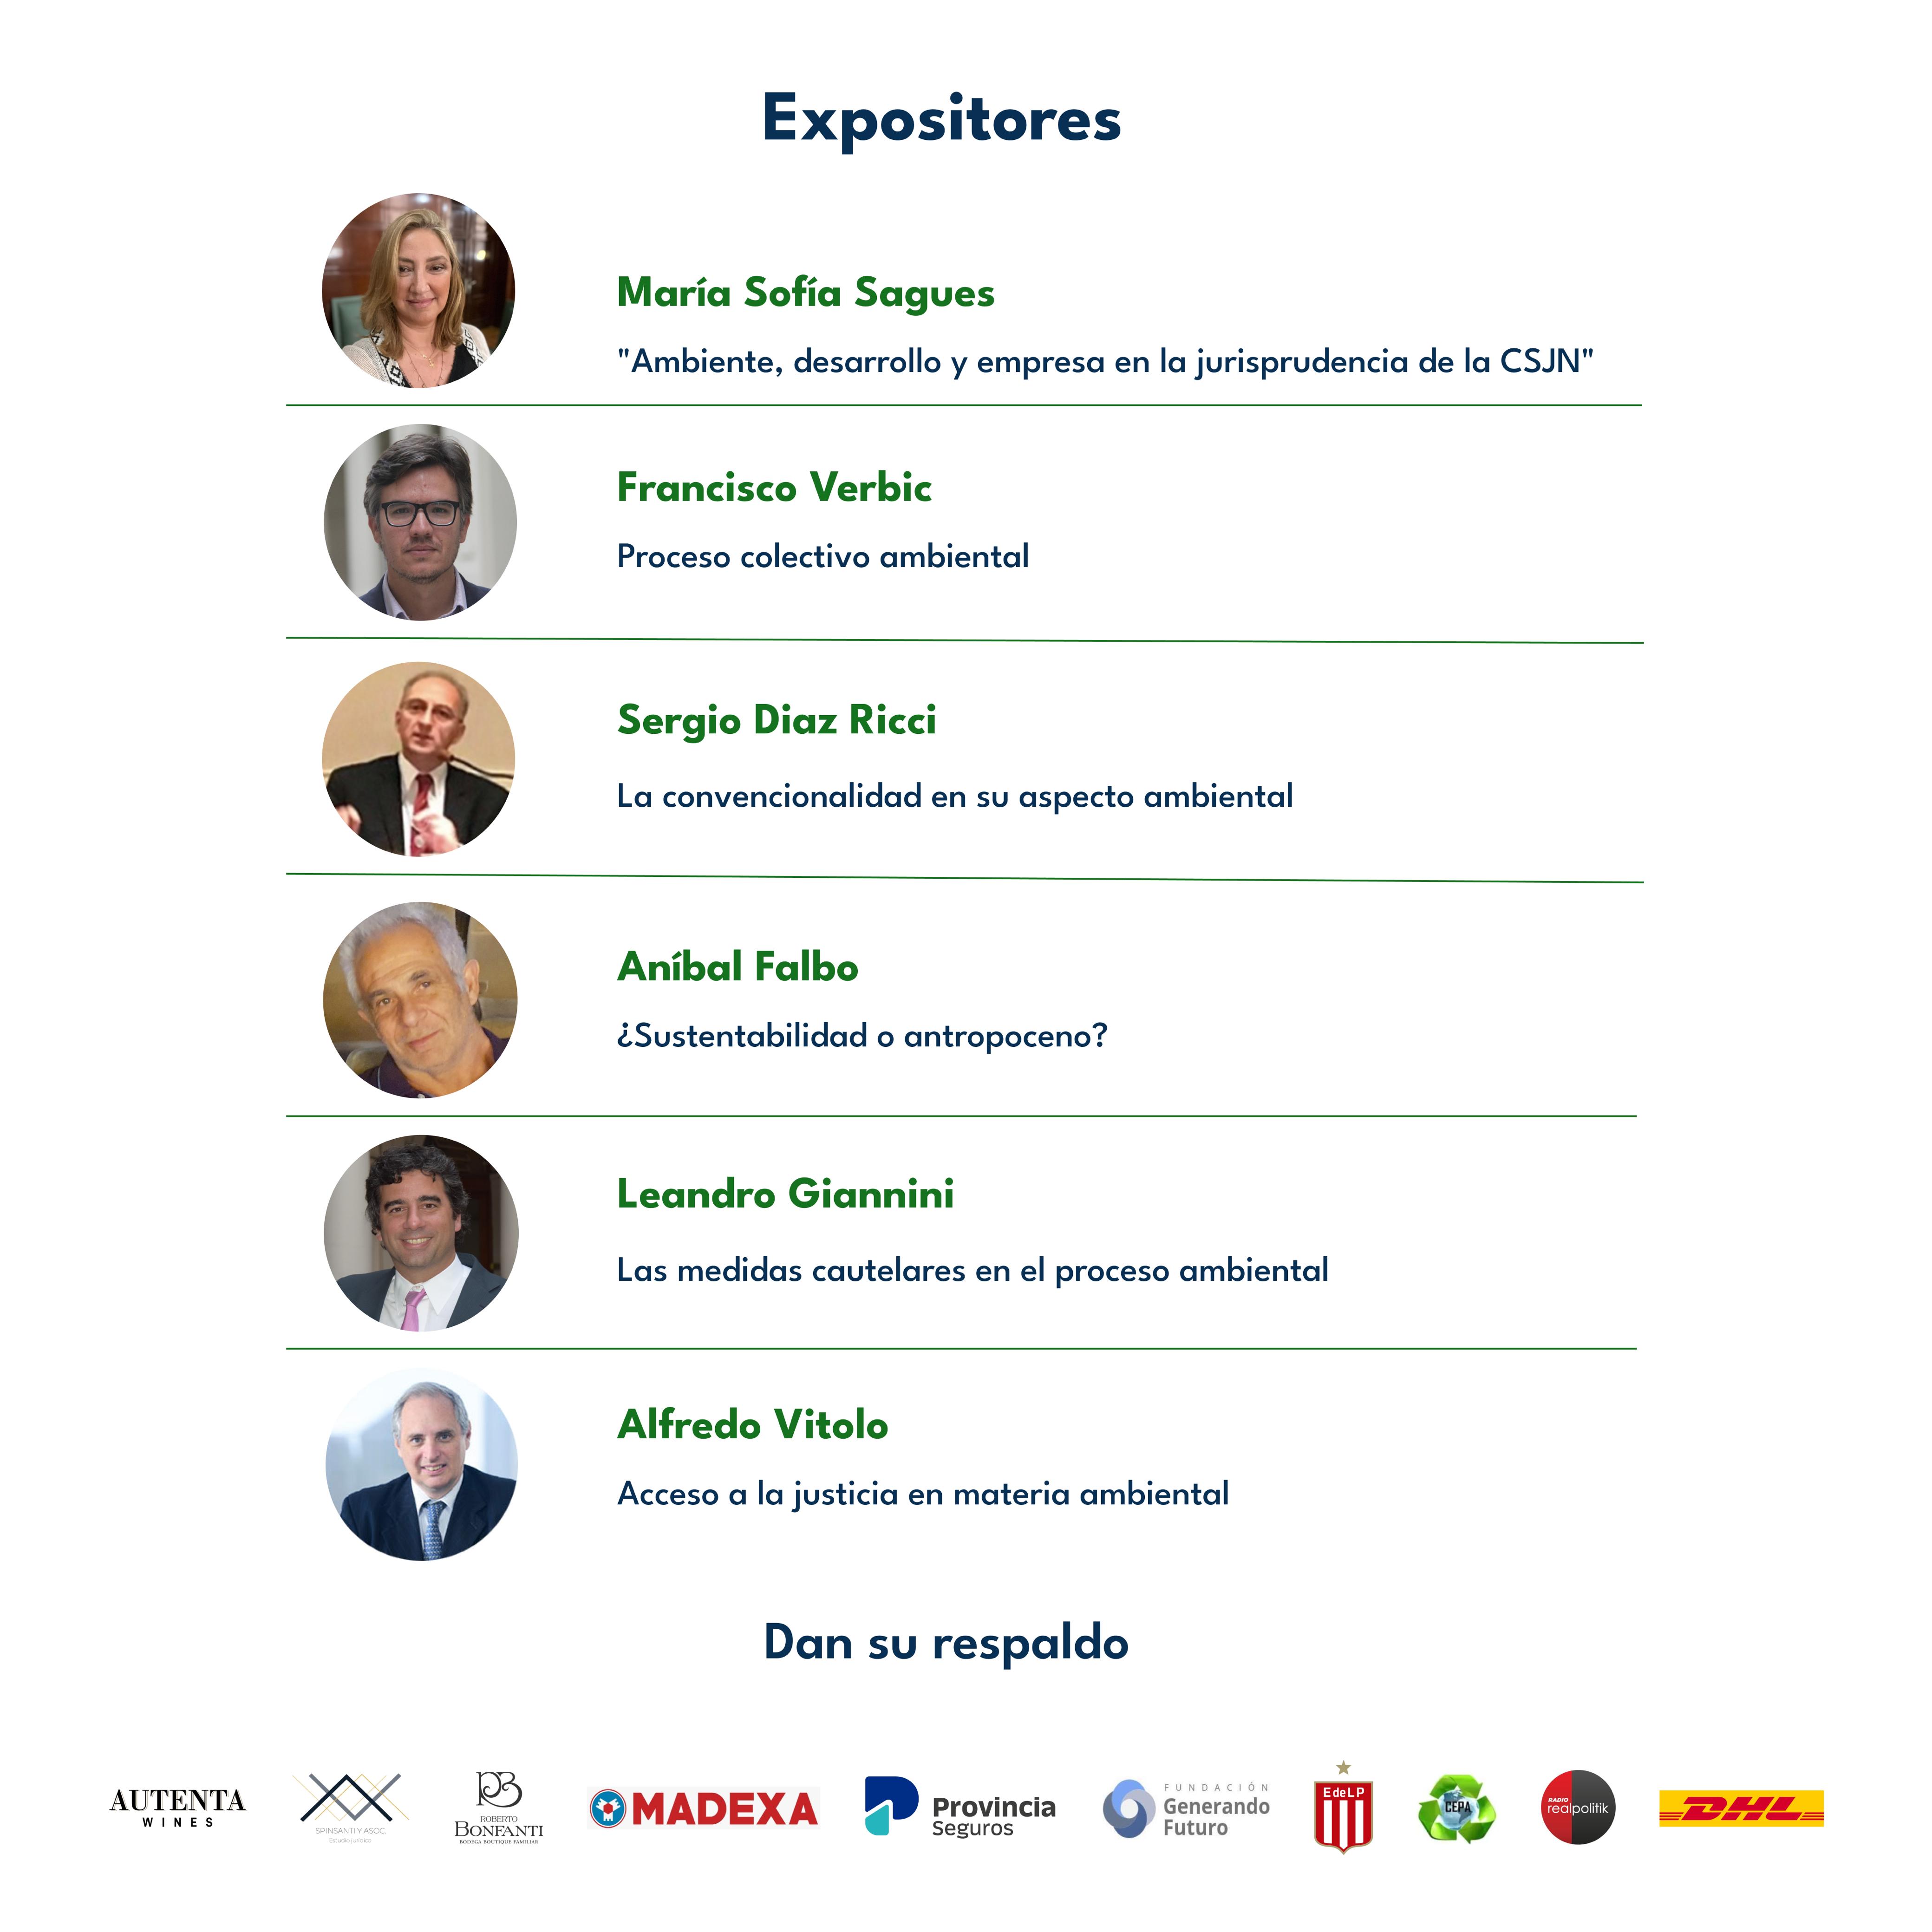 Expositores
María Sofía Sagues
"Ambiente, desarrollo y empresa en la jurisprudencia de la CSJN"
Francisco Verbic
Proceso colectivo ambiental
Sergio Diaz Ricci
La convencionalidad en su aspecto ambiental
Aníbal Falbo
¿Sustentabilidad o antropoceno?
Leandro Giannini
Las medidas cautelares en el proceso ambiental
Alfredo Vitolo
Acceso a la justicia en materia ambiental
Dan su respaldo
AUTENTA
WINES
SPINSANTI Y ASOC.
Estudio jurídico
RB
ROBERTO
BONFANTI
BODEGA BOUTIQUE FAMILIAR
MADEXA
Provincia
Seguros
FUNDACIÓN
Generando
Futuro
EdeLP
CEPA
RADIO
realpolitik
DHL